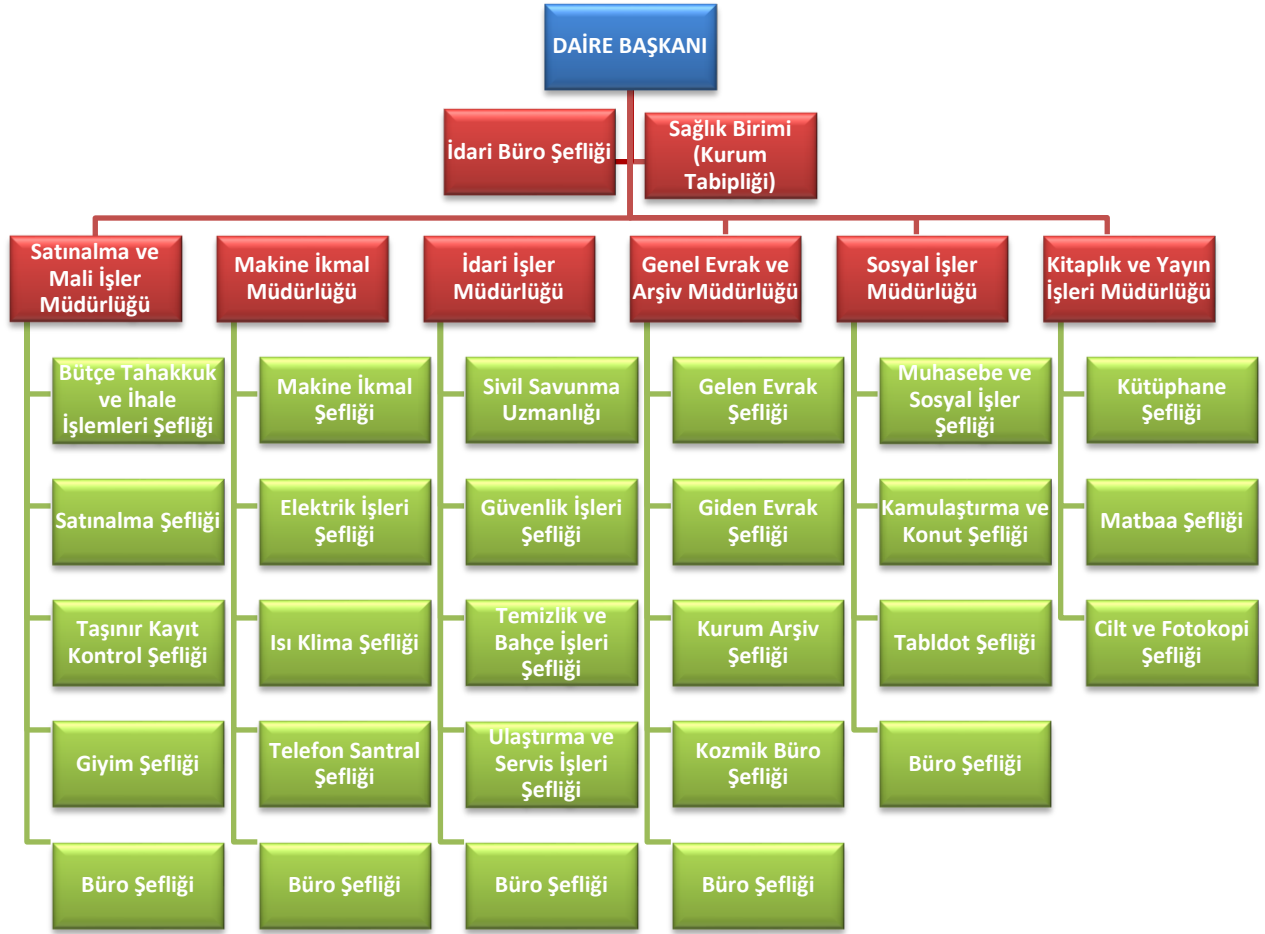 DAİRE BAŞKANI
İdari Büro Şefliği
Sağlık Birimi
(Kurum
Tabipliği)
Satınalma ve
Mali İşler
Müdürlüğü
Makine İkmal
Müdürlüğü
İdari İşler
Müdürlüğü
Genel Evrak ve
Arşiv Müdürlüğü
Sosyal İşler
Müdürlüğü
Kitaplık ve Yayın
İşleri Müdürlüğü
Bütçe Tahakkuk
ve İhale
İşlemleri Şefliği
Satınalma Şefliği
Taşınır Kayıt
Kontrol Şefliği
Giyim Şefliği
Büro Şefliği
Makine İkmal
Şefliği
Elektrik İşleri
Şefliği
Isı Klima Şefliği
Telefon Santral
Şefliği
Büro Şefliği
Sivil Savunma
Uzmanlığı
Güvenlik İşleri
Şefliği
Temizlik ve
Bahçe İşleri
Şefliği
Ulaştırma ve
Servis İşleri
Şefliği
Büro Şefliği
Gelen Evrak
Şefliği
Giden Evrak
Şefliği
Kurum Arşiv
Şefliği
Kozmik Büro
Şefliği
Büro Şefliği
Muhasebe ve
Sosyal İşler
Şefliği
Kamulaştırma ve
Konut Şefliği
Tabldot Şefliği
Büro Şefliği
Kütüphane
Şefliği
Matbaa Şefliği
Cilt ve Fotokopi
Şefliği